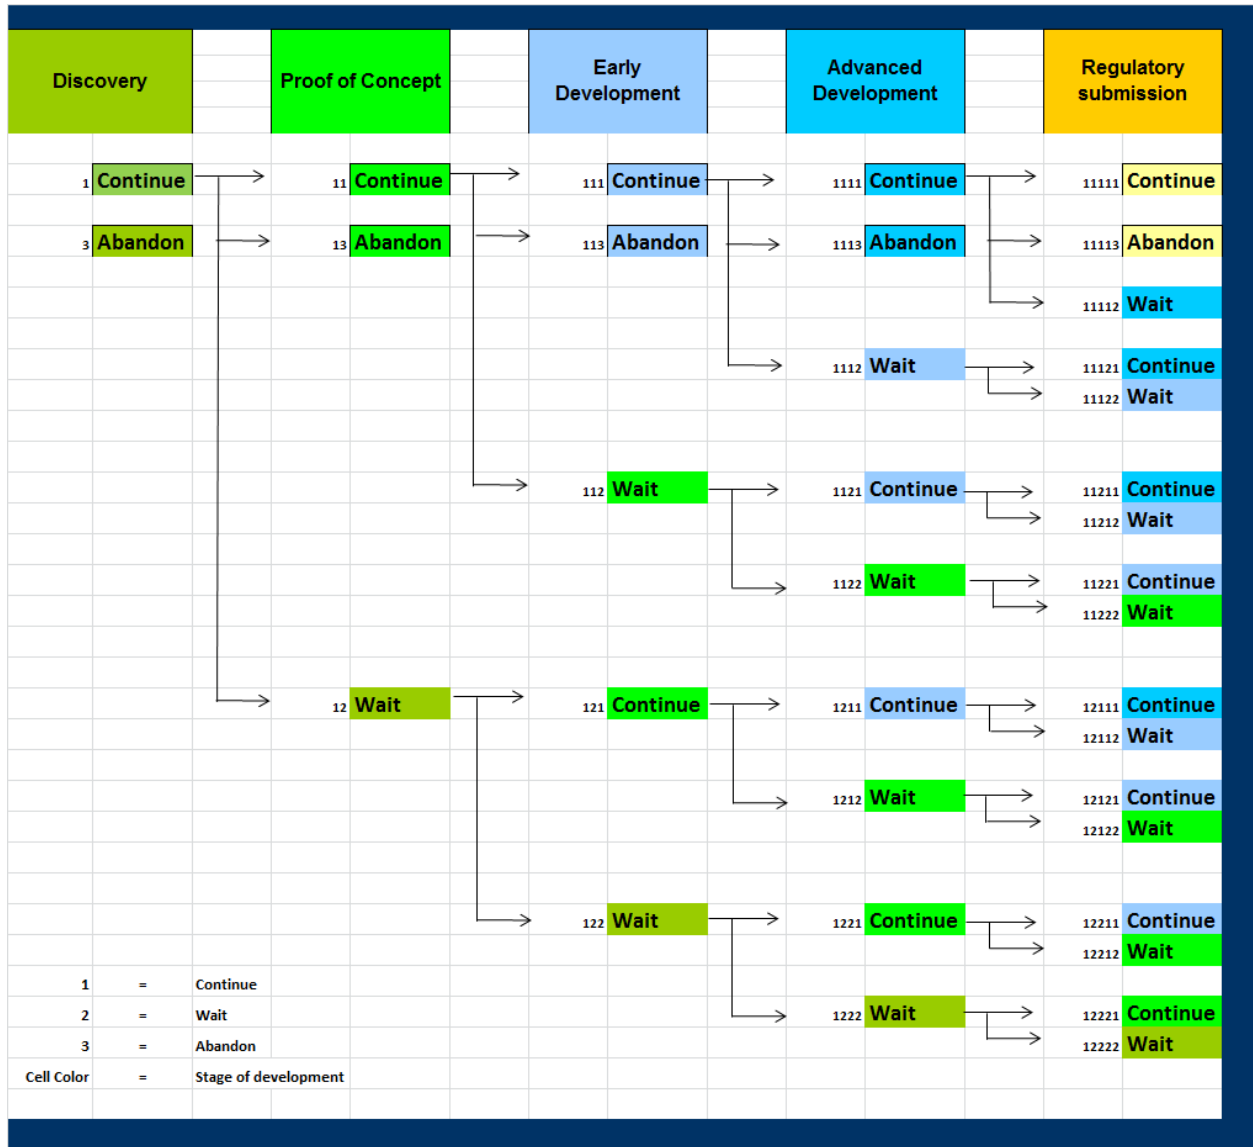 Discovery
Proof of Concept
Early
Development
Advanced
Development
Regulatory
submission
1 Continue 11 Continue 111 Continue 1111 Continue 11111 Continue
3 Abandon 13 Abandon 113 Abandon 1113 Abandon 11113 Abandon
11112 Wait
1112 Wait 11121 Continue
11122 Wait
112 Wait 1121 Continue 11211 Continue
11212 Wait
1122 Wait 11221 Continue
11222 Wait
12 Wait 121 Continue 1211 Continue 12111 Continue
12112 Wait
1212 Wait 12121 Continue
12122 Wait
122 Wait 1221 Continue 12211 Continue
12212 Wait
1 = Continue
2 = Wait 1222 Wait 12221 Continue
12222 Wait
3 = Abandon
Cell Color = Stage of development